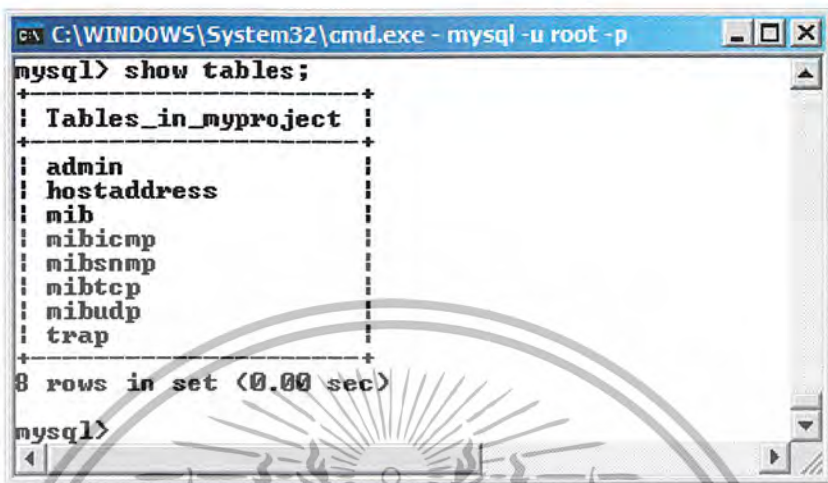 C:\WINDOWS\System32\cmd.exe - mysql -u root -p
mysql> show tables;
+---------------------+
| Tables_in_myproject |
+---------------------+
| admin |
| hostaddress |
| mib |
| mibicmp |
| mibsnmp |
| mibtcp |
| mibudp |
| trap |
+---------------------+
8 rows in set (0.00 sec)
mysql>